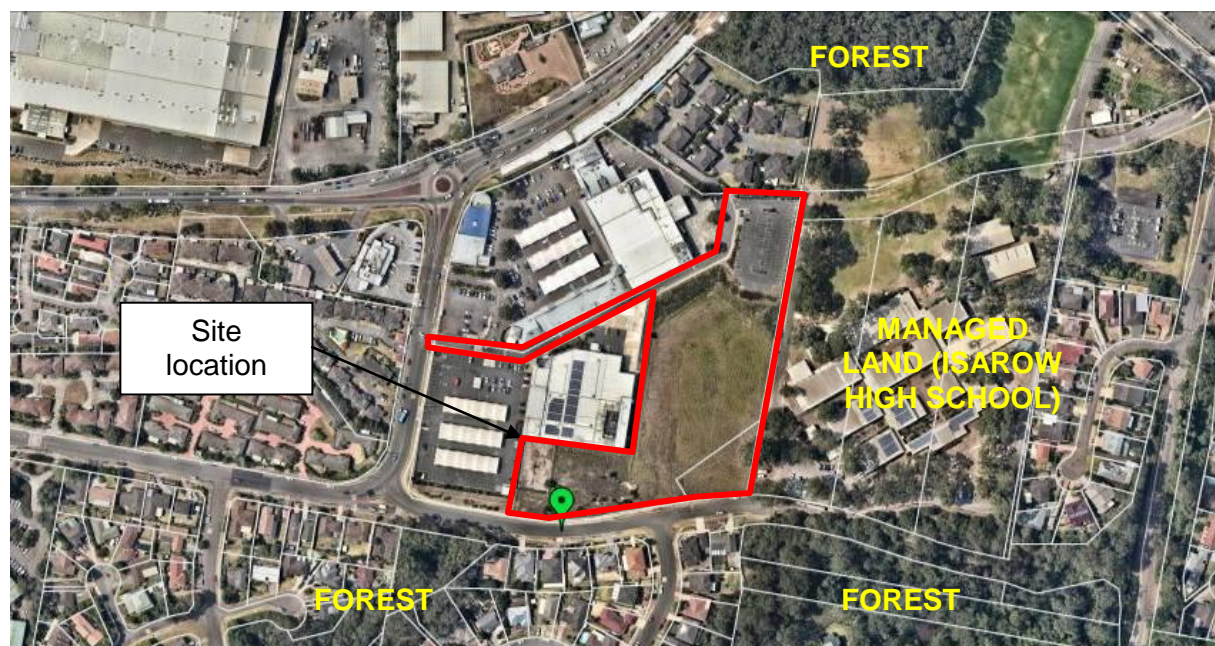 FOREST
Site
location
MANAGED
LAND (ISAROW
HIGH SCHOOL)
FOREST
FOREST